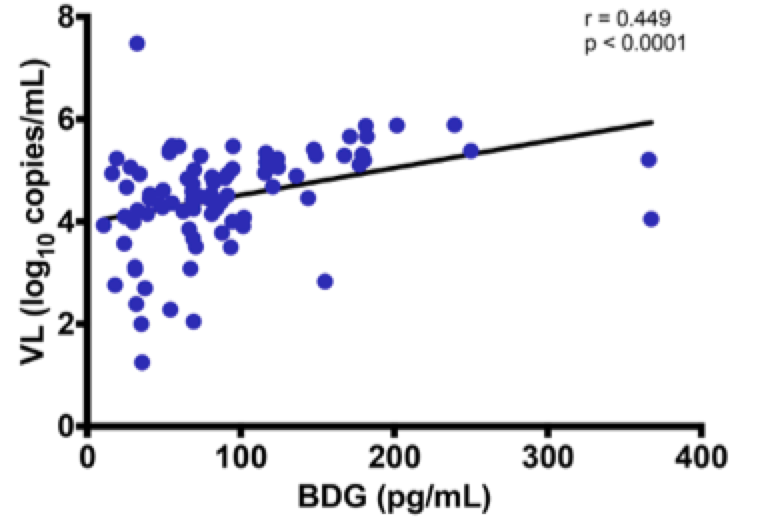 r = 0.449
p < 0.0001
8
6
4
2
0
VL (log10 copies/mL)
0 100 200 300 400
BDG (pg/mL)